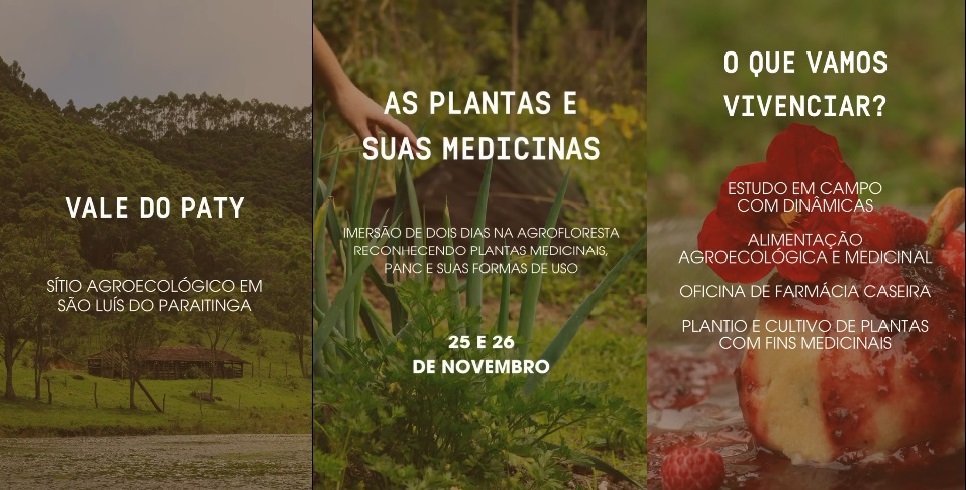 VALE DO PATY
SÍTIO AGROECOLÓGICO EM
SÃO LUÍS DO PARAITINGA
AS PLANTAS E
SUAS MEDICINAS
IMERSÃO DE DOIS DIAS NA AGROFLORESTA
RECONHECENDO PLANTAS MEDICINAIS,
PANC E SUAS FORMAS DE USO
25 E 26
DE NOVEMBRO
O QUE VAMOS
VIVENCIAR?
ESTUDO EM CAMPO
COM DINÂMICAS
ALIMENTAÇÃO
AGROECOLÓGICA E MEDICINAL
OFICINA DE FARMÁCIA CASEIRA
PLANTIO E CULTIVO DE PLANTAS
COM FINS MEDICINAIS